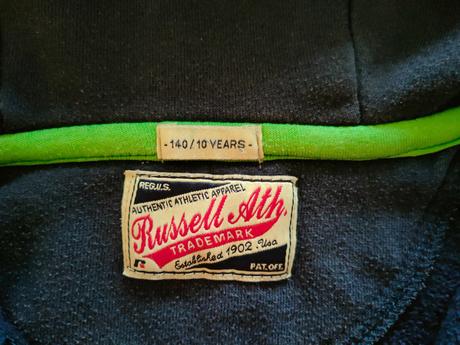 - 140 / 10 YEARS -
REG.U.S.
AUTHENTIC ATHLETIC APPAREL
Russell Ath.
TRADEMARK
Established 1902. Usa
R
PAT. OFF.